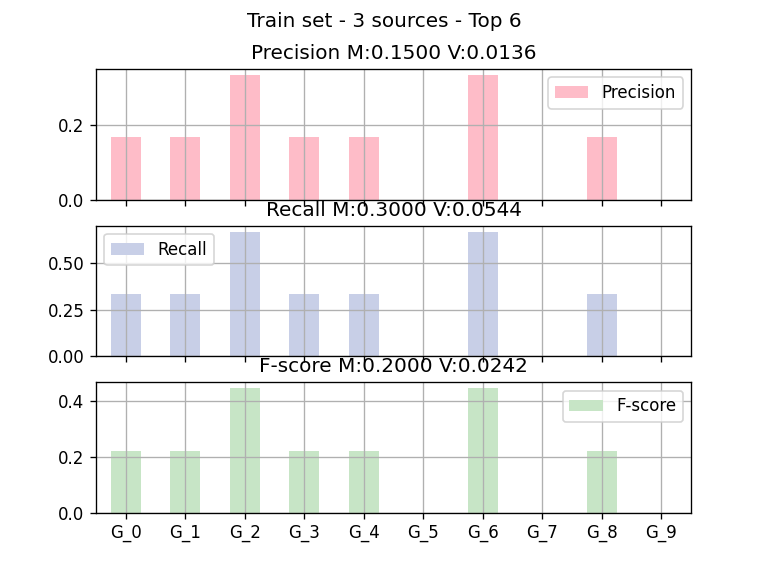 Train set - 3 sources - Top 6
Precision M:0.1500 V:0.0136
Precision
0.2
0.0
Recall M:0.3000 V:0.0544
Recall
0.50
0.25
0.00
F-score M:0.2000 V:0.0242
F-score
0.4
0.2
0.0
G_0 G_1 G_2 G_3 G_4 G_5 G_6 G_7 G_8 G_9